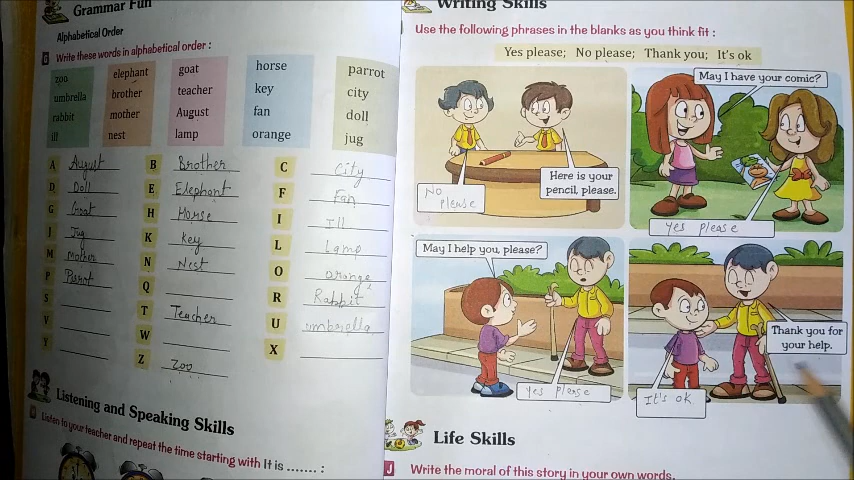 Grammar Fun
Alphabetical Order
G Write these words in alphabetical order :
zoo elephant goat horse parrot
umbrella brother teacher key city
rabbit mother August fan doll
ill nest lamp orange jug
A August B Brother C City
D Doll E Elephant F Fan
G Goat H Horse I Ill
J Jug K Key L Lamp
M Mother N Nest O Orange
P Parrot Q R Rabbit
S T Teacher U umbrella
V W X
Y Z Zoo
Listening and Speaking Skills
Listen to your teacher and repeat the time starting with It is ....... :
Writing Skills
Use the following phrases in the blanks as you think fit :
Yes please; No please; Thank you; It's ok
Here is your
pencil, please.
No
please
May I have your comic?
Yes please
May I help you, please?
Yes please
Thank you for
your help.
It's ok
Life Skills
J Write the moral of this story in your own words.